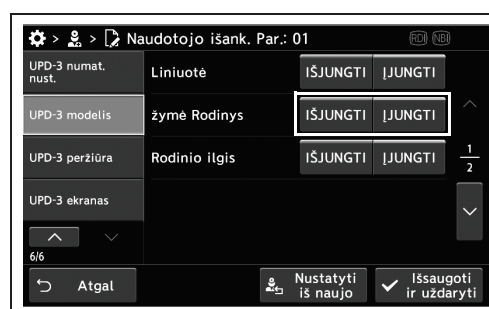 > > Naudotojo išank. Par.: 01 RDI NBI
UPD-3 numat.
nust.
Liniuotė IŠJUNGTI ĮJUNGTI
UPD-3 modelis
žymė Rodinys IŠJUNGTI ĮJUNGTI
UPD-3 peržiūra
Rodinio ilgis IŠJUNGTI ĮJUNGTI
1
2
UPD-3 ekranas
6/6
Atgal
Nustatyti
iš naujo
Išsaugoti
ir uždaryti